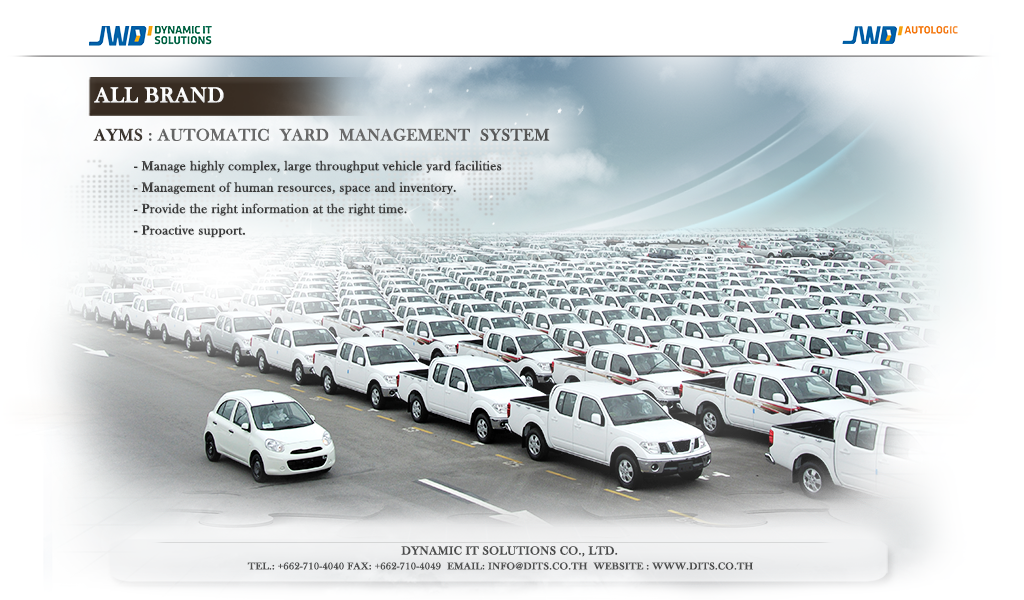 JWD DYNAMIC IT SOLUTIONS
JWD AUTOLOGIC
ALL BRAND
AYMS : AUTOMATIC YARD MANAGEMENT SYSTEM
- Manage highly complex, large throughput vehicle yard facilities
- Management of human resources, space and inventory.
- Provide the right information at the right time.
- Proactive support.
DYNAMIC IT SOLUTIONS CO., LTD.
TEL.: +662-710-4040 FAX: +662-710-4049 EMAIL: INFO@DITS.CO.TH WEBSITE : WWW.DITS.CO.TH